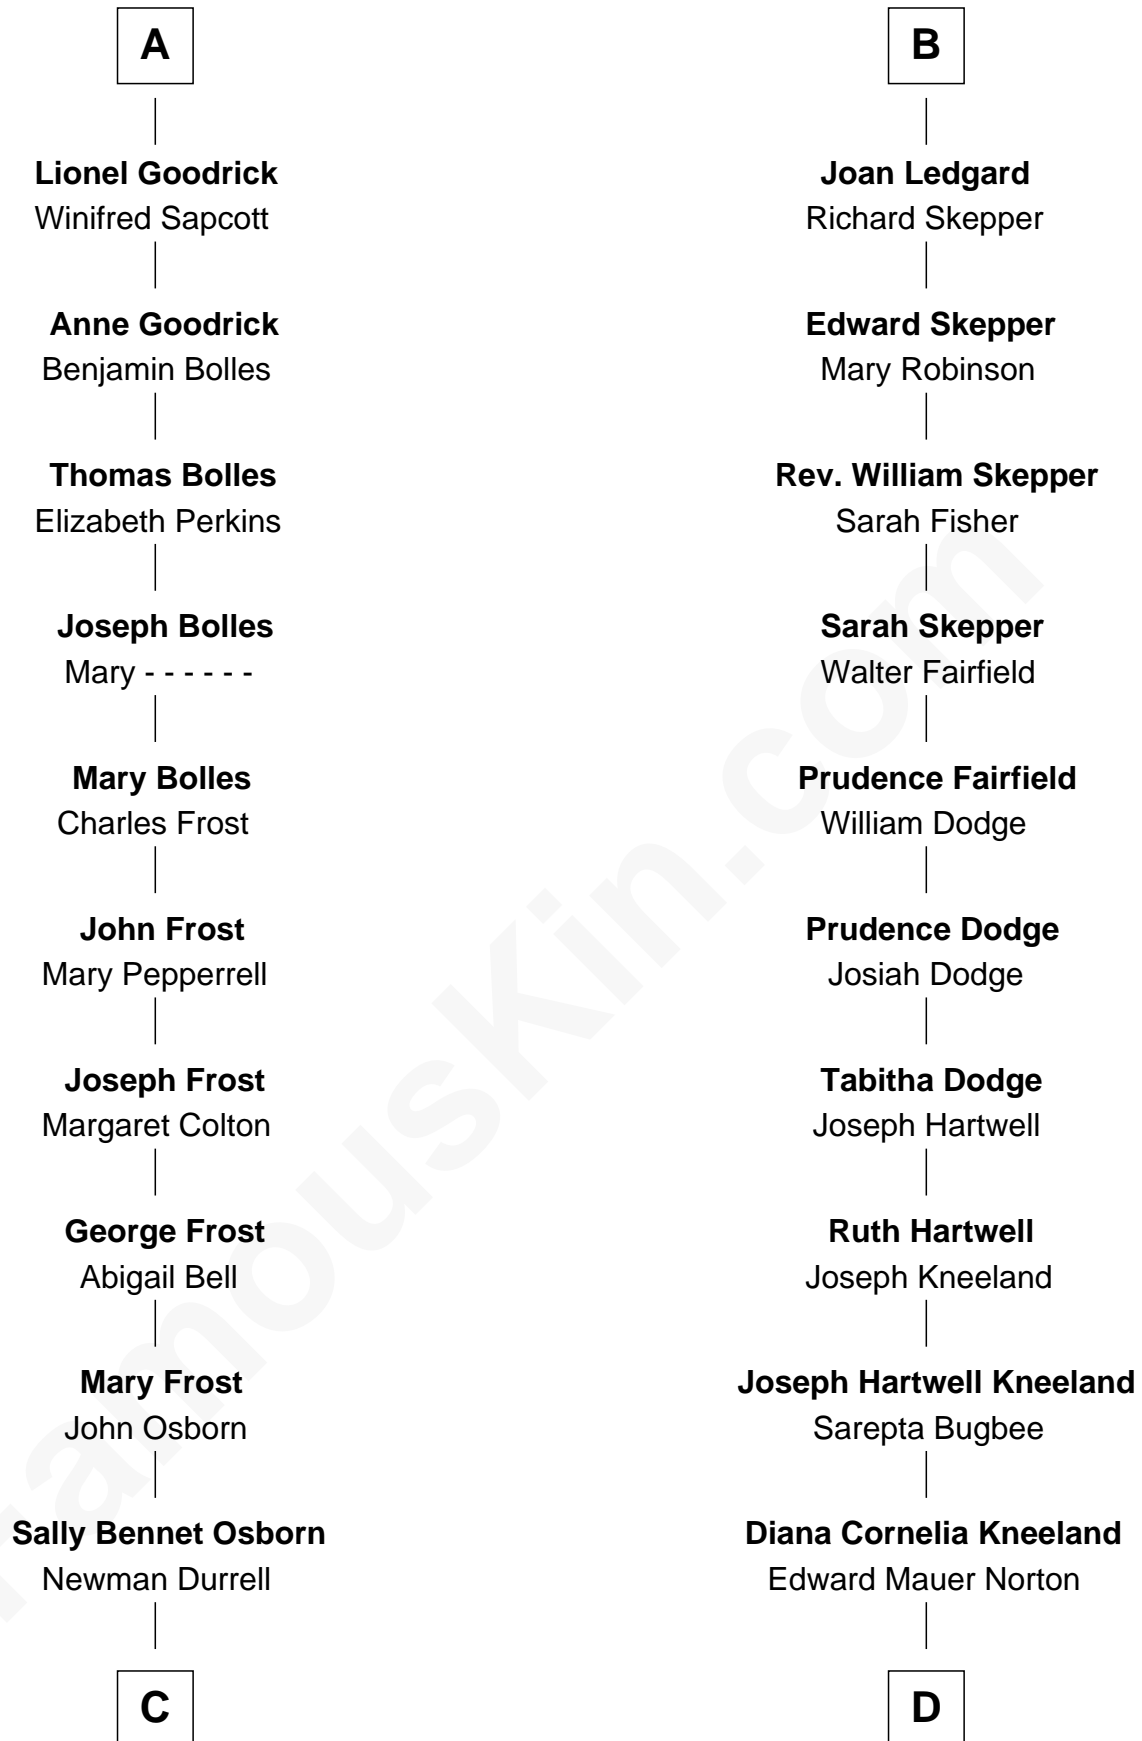 A
Lionel Goodrick
Winifred Sapcott
Anne Goodrick
Benjamin Bolles
Thomas Bolles
Elizabeth Perkins
Joseph Bolles
Mary - - - - - -
Mary Bolles
Charles Frost
John Frost
Mary Pepperrell
Joseph Frost
Margaret Colton
George Frost
Abigail Bell
Mary Frost
John Osborn
Sally Bennet Osborn
Newman Durrell
C
B
Joan Ledgard
Richard Skepper
Edward Skepper
Mary Robinson
Rev. William Skepper
Sarah Fisher
Sarah Skepper
Walter Fairfield
Prudence Fairfield
William Dodge
Prudence Dodge
Josiah Dodge
Tabitha Dodge
Joseph Hartwell
Ruth Hartwell
Joseph Kneeland
Joseph Hartwell Kneeland
Sarepta Bugbee
Diana Cornelia Kneeland
Edward Mauer Norton
D
FamousKin.com